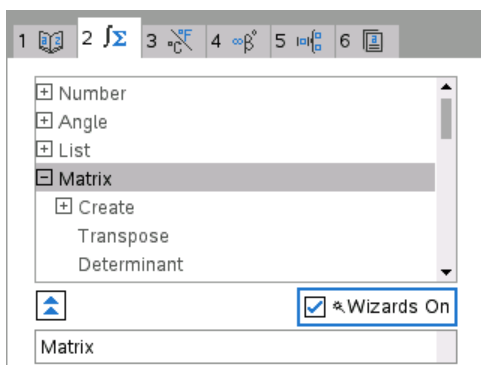 1 2 ∫Σ 3 °C°F 4 ∞β° 5 6
Number
Angle
List
Matrix
Create
Transpose
Determinant
Wizards On
Matrix